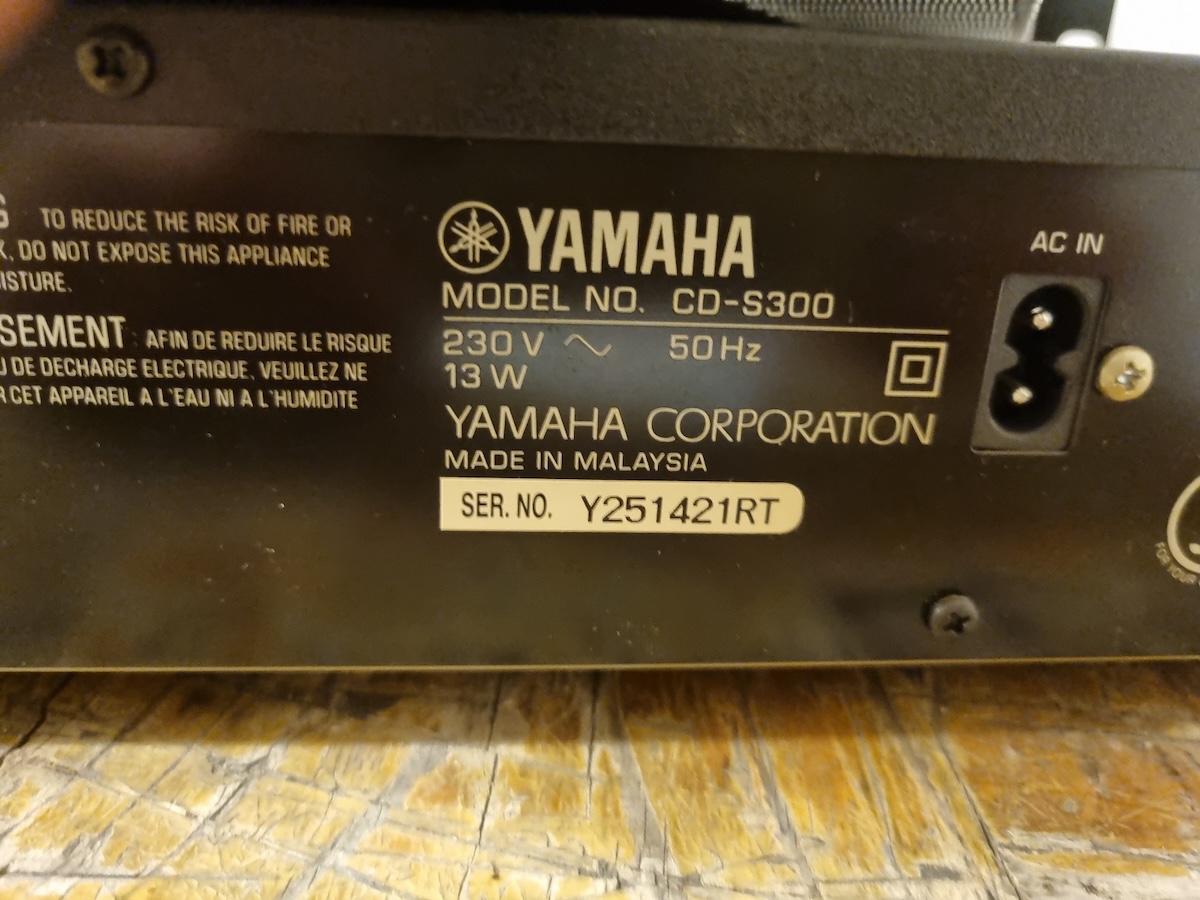 TO REDUCE THE RISK OF FIRE OR
DO NOT EXPOSE THIS APPLIANCE
AFIN DE REDUIRE LE RISQUE
DE DECHARGE ELECTRIQUE, VEUILLEZ NE
CET APPAREIL A L'EAU NI A L'HUMIDITE
YAMAHA
MODEL NO. CD-S300
230 V ~ 50 Hz
13 W
YAMAHA CORPORATION
MADE IN MALAYSIA
SER. NO. Y251421RT
AC IN